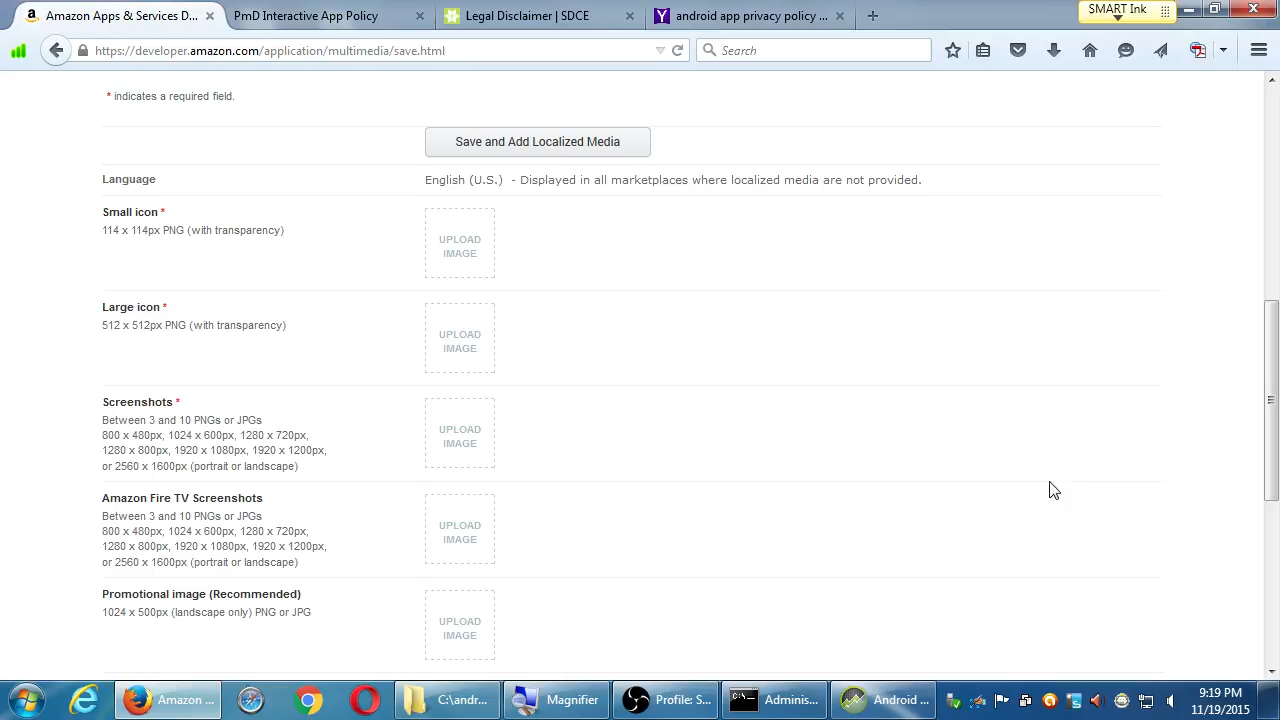 Amazon Apps & Services D...
PmD Interactive App Policy
Legal Disclaimer | SDCE
android app privacy policy ...
SMART Ink
https://developer.amazon.com/application/multimedia/save.html
Search
* indicates a required field.
Save and Add Localized Media
Language
English (U.S.) - Displayed in all marketplaces where localized media are not provided.
Small icon *
114 x 114px PNG (with transparency)
UPLOAD
IMAGE
Large icon *
512 x 512px PNG (with transparency)
UPLOAD
IMAGE
Screenshots *
Between 3 and 10 PNGs or JPGs
800 x 480px, 1024 x 600px, 1280 x 720px,
1280 x 800px, 1920 x 1080px, 1920 x 1200px,
or 2560 x 1600px (portrait or landscape)
UPLOAD
IMAGE
Amazon Fire TV Screenshots
Between 3 and 10 PNGs or JPGs
800 x 480px, 1024 x 600px, 1280 x 720px,
1280 x 800px, 1920 x 1080px, 1920 x 1200px,
or 2560 x 1600px (portrait or landscape)
UPLOAD
IMAGE
Promotional image (Recommended)
1024 x 500px (landscape only) PNG or JPG
UPLOAD
IMAGE
Amazon ...
C:\andr...
Magnifier
Profile: S...
Adminis...
Android ...
9:19 PM
11/19/2015